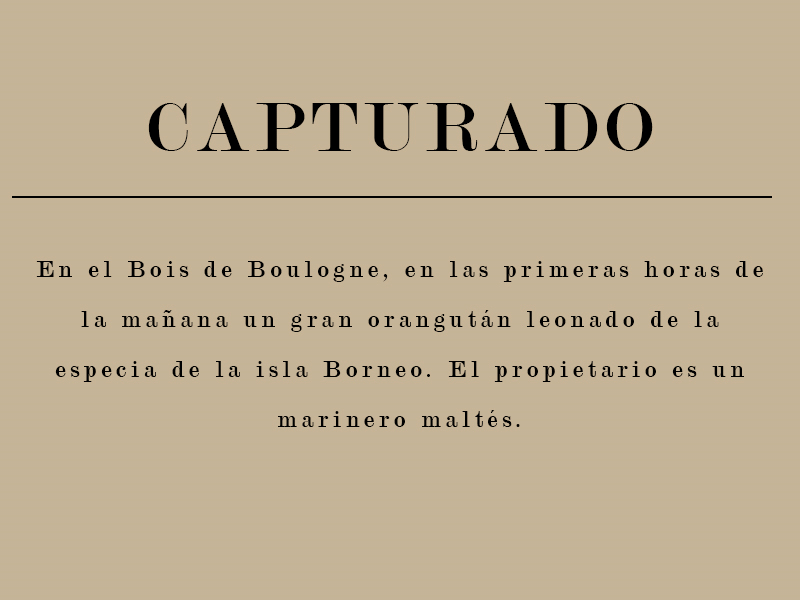 CAPTURADO
En el Bois de Boulogne, en las primeras horas de
la mañana un gran orangután leonado de la
especia de la isla Borneo. El propietario es un
marinero maltés.